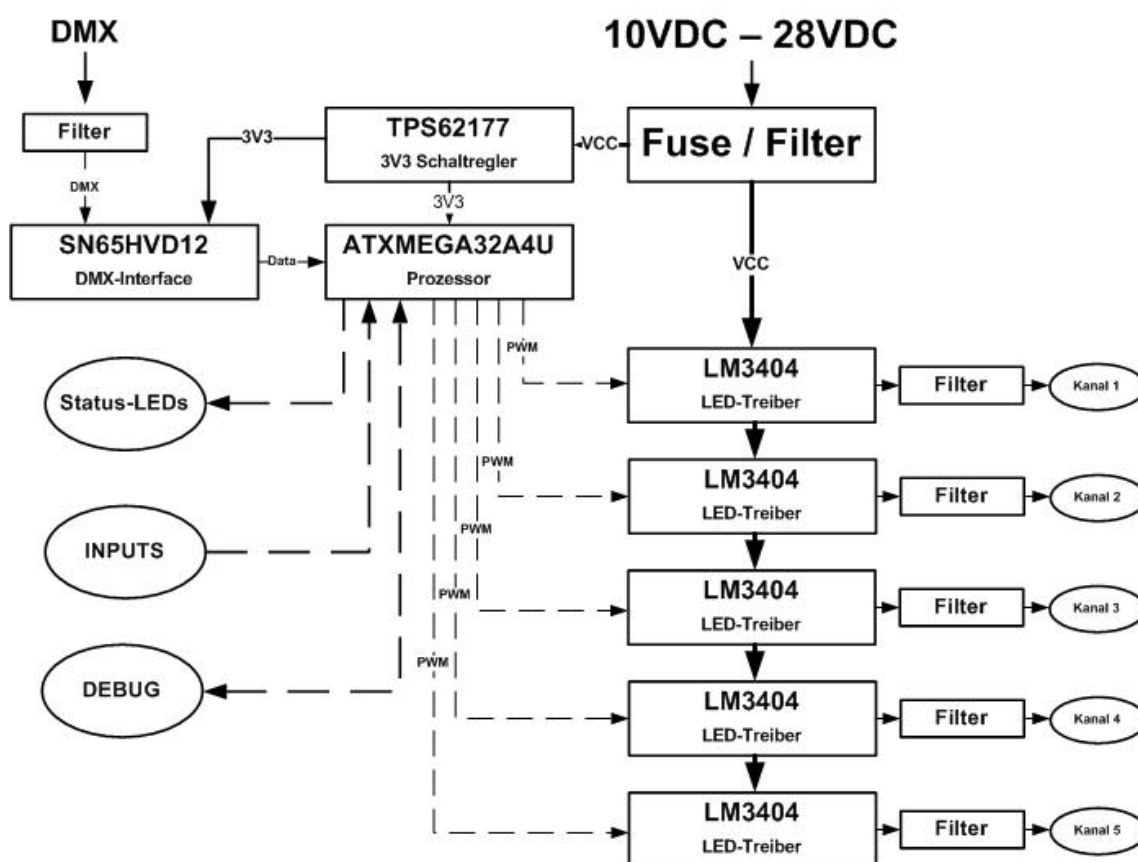 DMX
10VDC – 28VDC
Filter
3V3
TPS62177
3V3 Schaltregler
VCC
Fuse / Filter
DMX
3V3
VCC
SN65HVD12
DMX-Interface
Data
ATXMEGA32A4U
Prozessor
PWM
LM3404
LED-Treiber
Filter
Kanal 1
Status-LEDs
PWM
LM3404
LED-Treiber
Filter
Kanal 2
PWM
INPUTS
LM3404
LED-Treiber
Filter
Kanal 3
PWM
PWM
DEBUG
LM3404
LED-Treiber
Filter
Kanal 4
LM3404
LED-Treiber
Filter
Kanal 5